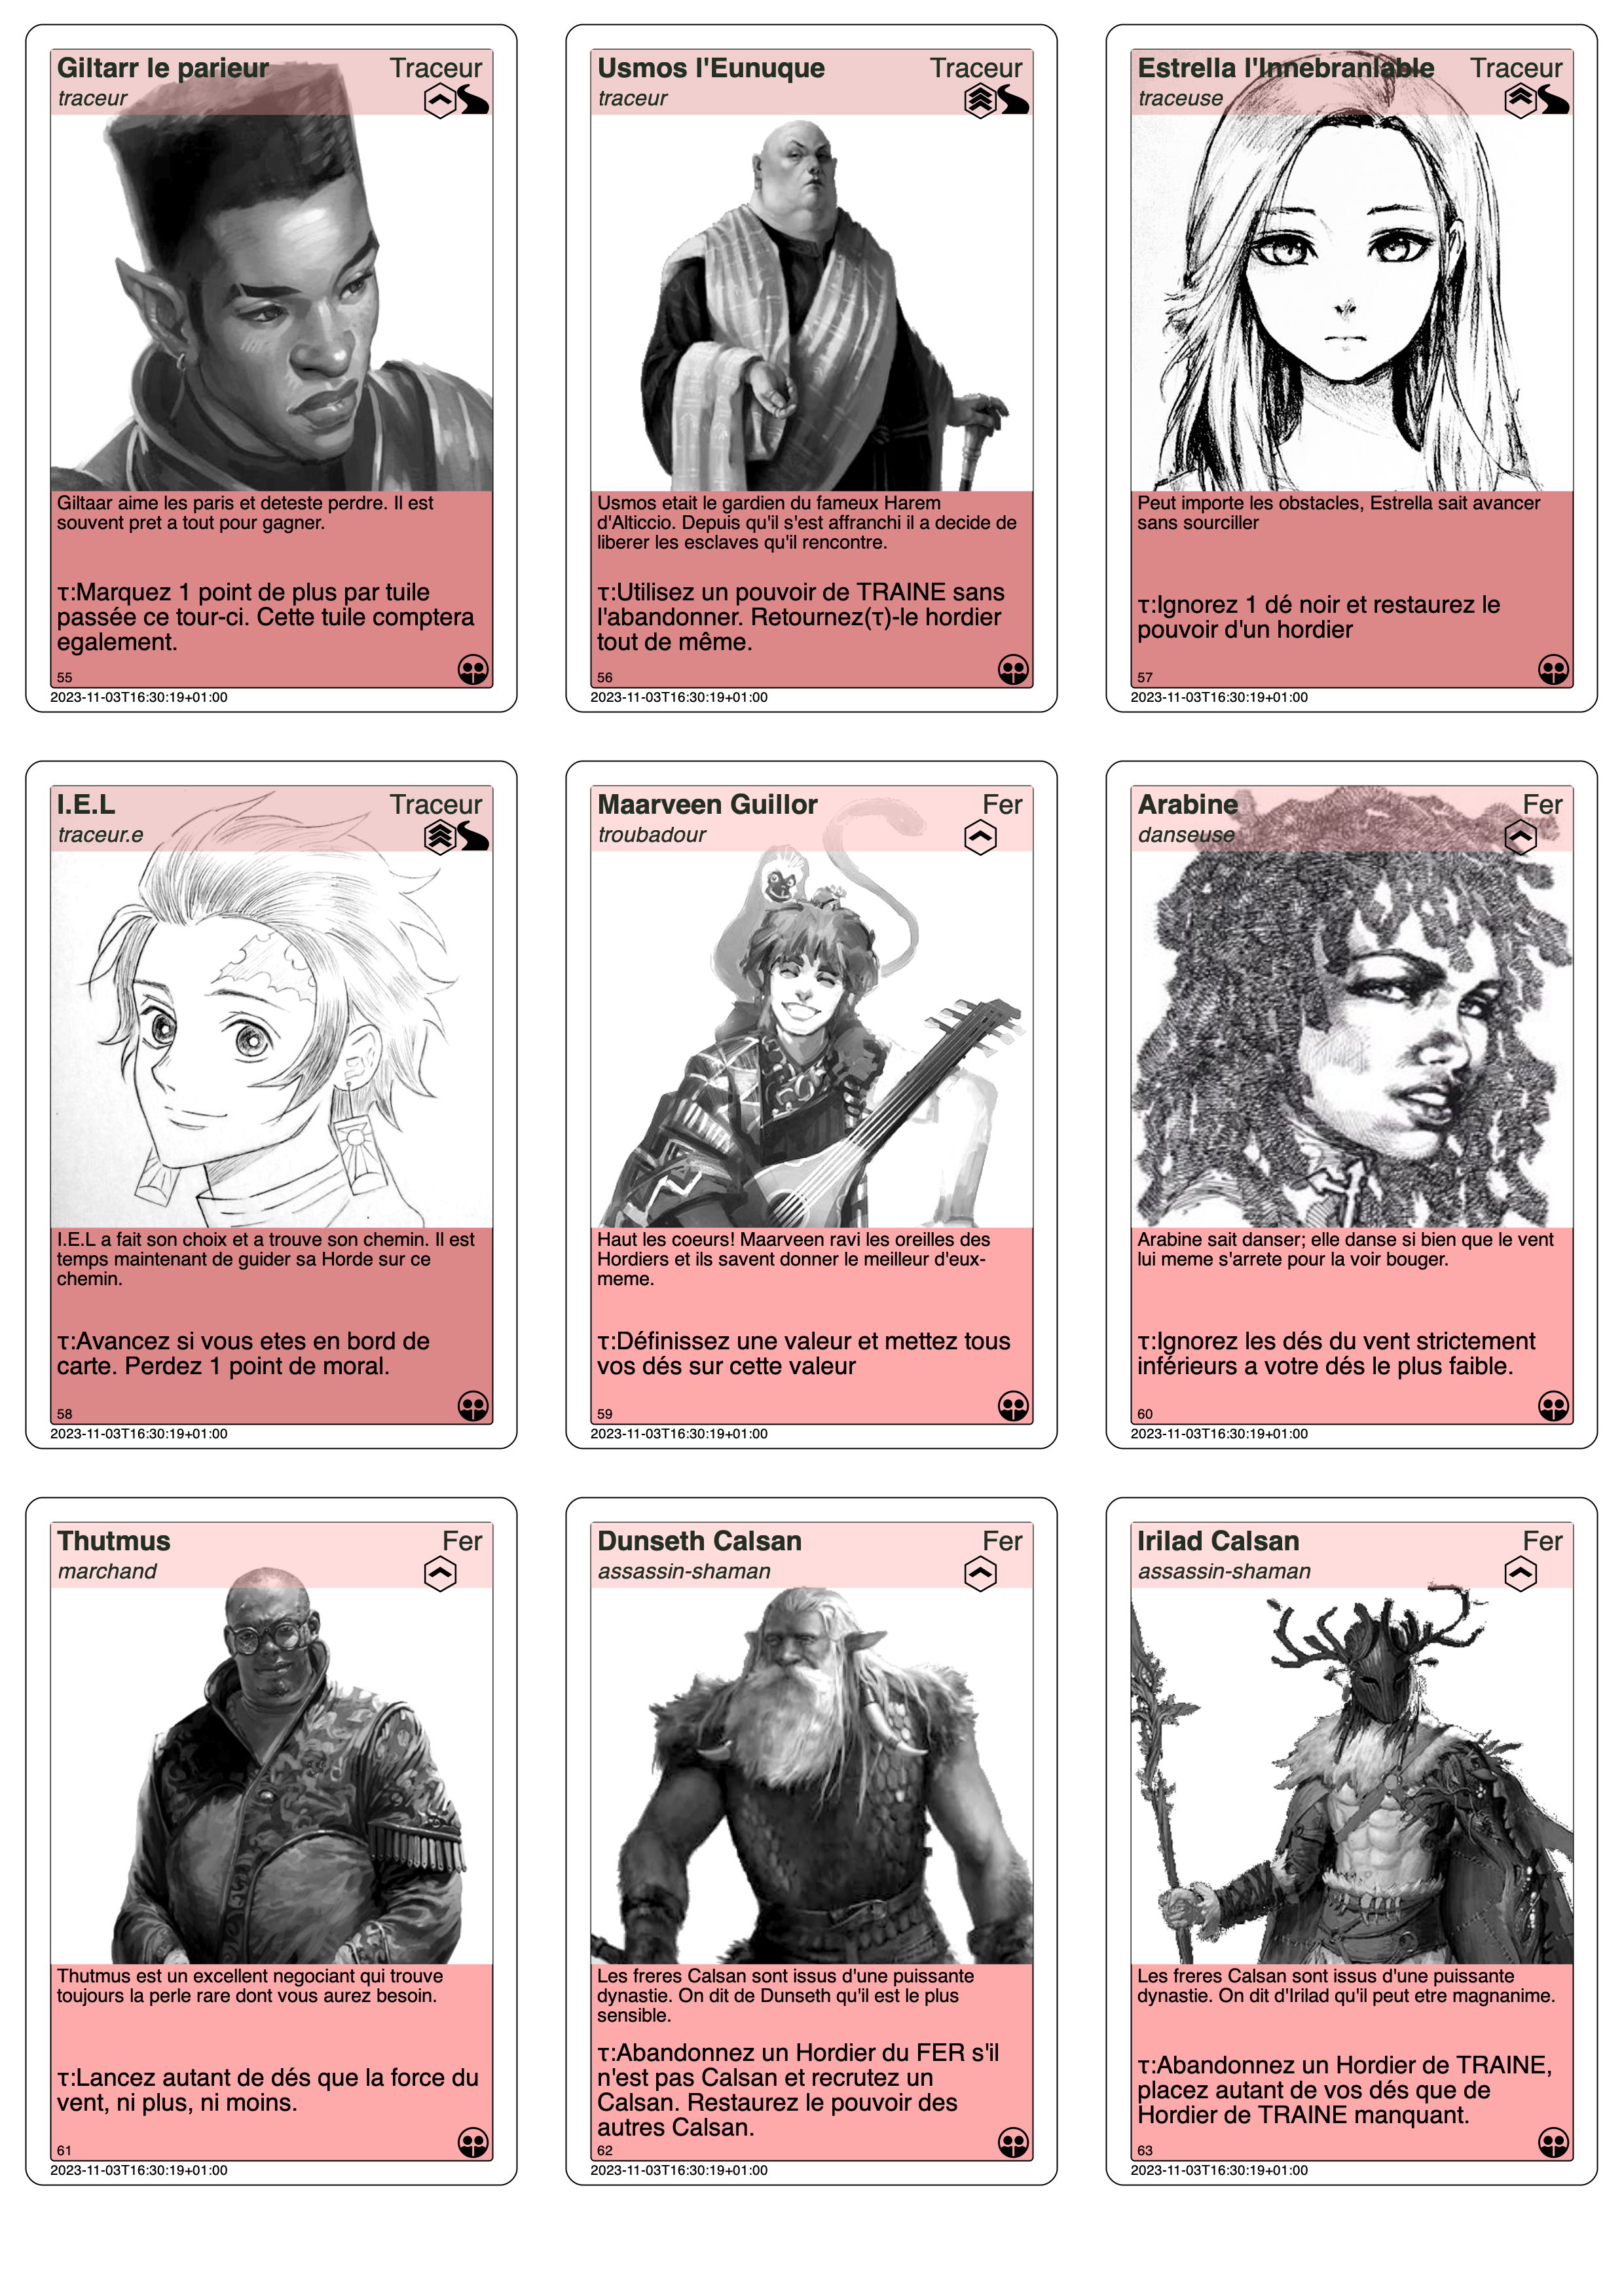 Giltarr le parieur Traceur
traceur
Giltaar aime les paris et deteste perdre. Il est
souvent pret a tout pour gagner.
τ:Marquez 1 point de plus par tuile
passée ce tour-ci. Cette tuile comptera
egalement.
55
2023-11-03T16:30:19+01:00
Usmos l'Eunuque Traceur
traceur
Usmos etait le gardien du fameux Harem
d'Alticcio. Depuis qu'il s'est affranchi il a decide de
liberer les esclaves qu'il rencontre.
τ:Utilisez un pouvoir de TRAINE sans
l'abandonner. Retournez(τ)-le hordier
tout de même.
56
2023-11-03T16:30:19+01:00
Estrella l'Innebranlable Traceur
traceuse
Peut importe les obstacles, Estrella sait avancer
sans sourciller
τ:Ignorez 1 dé noir et restaurez le
pouvoir d'un hordier
57
2023-11-03T16:30:19+01:00
I.E.L Traceur
traceur.e
I.E.L a fait son choix et a trouve son chemin. Il est
temps maintenant de guider sa Horde sur ce
chemin.
τ:Avancez si vous etes en bord de
carte. Perdez 1 point de moral.
58
2023-11-03T16:30:19+01:00
Maarveen Guillor Fer
troubadour
Haut les coeurs! Maarveen ravi les oreilles des
Hordiers et ils savent donner le meilleur d'eux-
meme.
τ:Définissez une valeur et mettez tous
vos dés sur cette valeur
59
2023-11-03T16:30:19+01:00
Arabine Fer
danseuse
Arabine sait danser; elle danse si bien que le vent
lui meme s'arrete pour la voir bouger.
τ:Ignorez les dés du vent strictement
inférieurs a votre dés le plus faible.
60
2023-11-03T16:30:19+01:00
Thutmus Fer
marchand
Thutmus est un excellent negociant qui trouve
toujours la perle rare dont vous aurez besoin.
τ:Lancez autant de dés que la force du
vent, ni plus, ni moins.
61
2023-11-03T16:30:19+01:00
Dunseth Calsan Fer
assassin-shaman
Les freres Calsan sont issus d'une puissante
dynastie. On dit de Dunseth qu'il est le plus
sensible.
τ:Abandonnez un Hordier du FER s'il
n'est pas Calsan et recrutez un
Calsan. Restaurez le pouvoir des
autres Calsan.
62
2023-11-03T16:30:19+01:00
Irilad Calsan Fer
assassin-shaman
Les freres Calsan sont issus d'une puissante
dynastie. On dit d'Irilad qu'il peut etre magnanime.
τ:Abandonnez un Hordier de TRAINE,
placez autant de vos dés que de
Hordier de TRAINE manquant.
63
2023-11-03T16:30:19+01:00